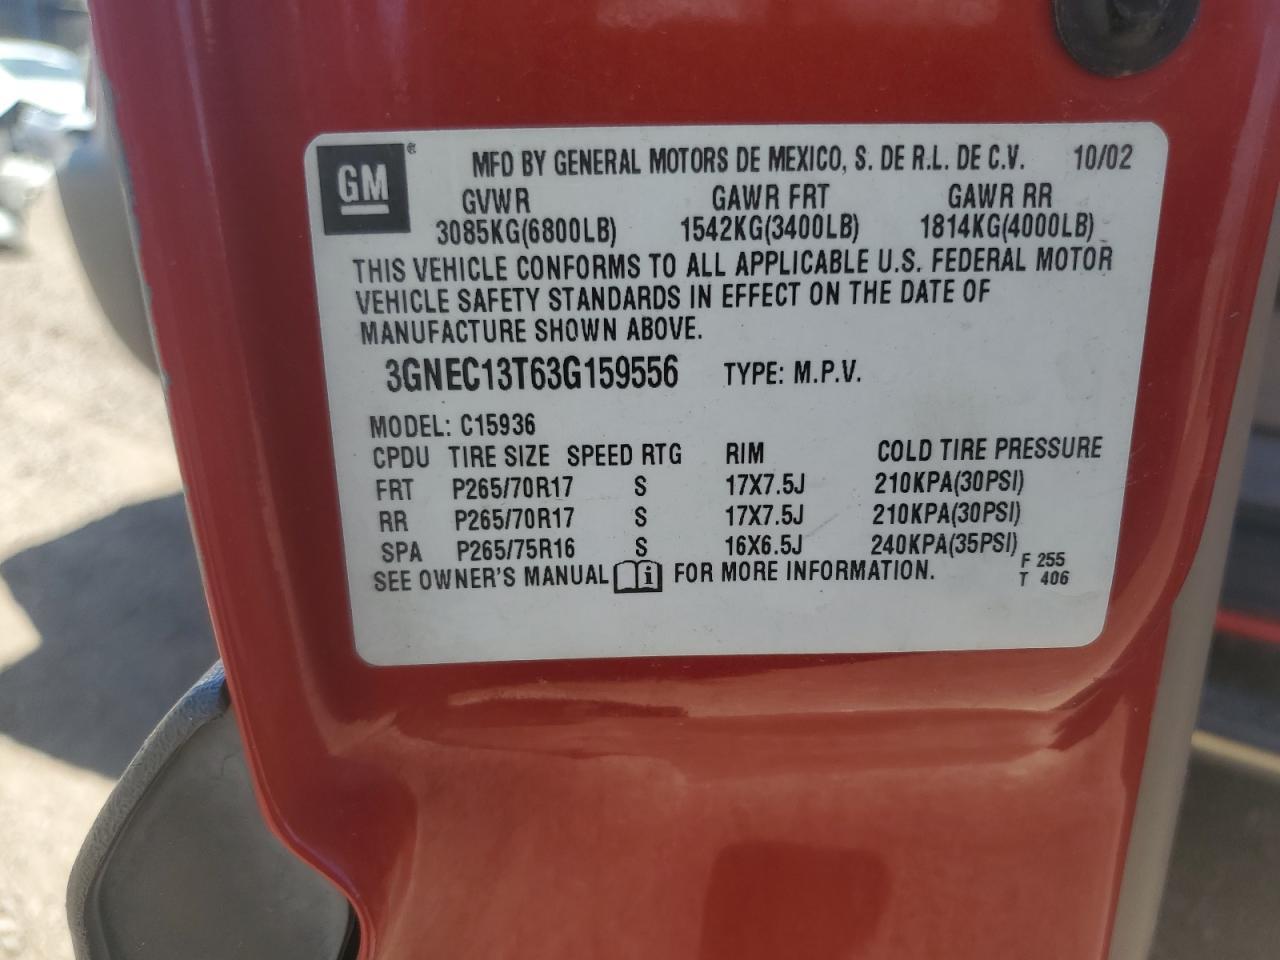 GM® MFD BY GENERAL MOTORS DE MEXICO, S. DE R.L. DE C.V. 10/02
GVWR GAWR FRT GAWR RR
3085KG(6800LB) 1542KG(3400LB) 1814KG(4000LB)
THIS VEHICLE CONFORMS TO ALL APPLICABLE U.S. FEDERAL MOTOR
VEHICLE SAFETY STANDARDS IN EFFECT ON THE DATE OF
MANUFACTURE SHOWN ABOVE.
3GNEC13T63G159556 TYPE: M.P.V.
MODEL: C15936
CPDU TIRE SIZE SPEED RTG RIM COLD TIRE PRESSURE
FRT P265/70R17 S 17X7.5J 210KPA(30PSI)
RR P265/70R17 S 17X7.5J 210KPA(30PSI)
SPA P265/75R16 S 16X6.5J 240KPA(35PSI)
SEE OWNER'S MANUAL i FOR MORE INFORMATION. F 255
T 406